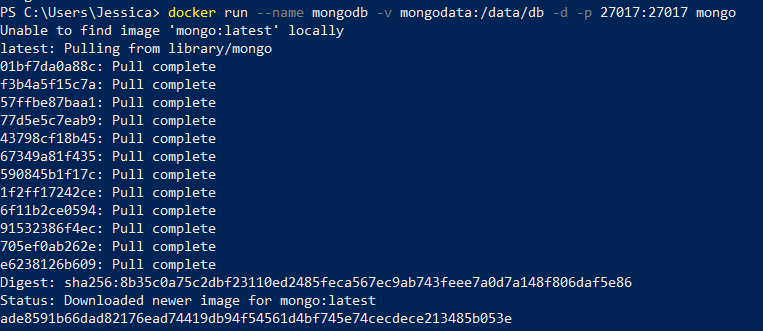 PS C:\Users\Jessica> docker run --name mongodb -v mongodata:/data/db -d -p 27017:27017 mongo
Unable to find image 'mongo:latest' locally
latest: Pulling from library/mongo
01bf7da0a88c: Pull complete
f3b4a5f15c7a: Pull complete
57ffbe87baa1: Pull complete
77d5e5c7eab9: Pull complete
43798cf18b45: Pull complete
67349a81f435: Pull complete
590845b1f17c: Pull complete
1f2ff17242ce: Pull complete
6f11b2ce0594: Pull complete
91532386f4ec: Pull complete
705ef0ab262e: Pull complete
e6238126b609: Pull complete
Digest: sha256:8b35c0a75c2dbf23110ed2485feca567ec9ab743feee7a0d7a148f806daf5e86
Status: Downloaded newer image for mongo:latest
ade8591b66dad82176ead74419db94f54561d4bf745e74cecdece213485b053e